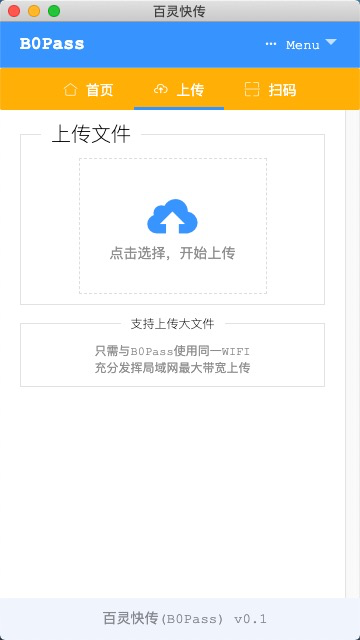 百灵快传
B0Pass
Menu
首页 上传 扫码
上传文件
点击选择，开始上传
支持上传大文件
只需与B0Pass使用同一WIFI
充分发挥局域网最大带宽上传
百灵快传(B0Pass) v0.1